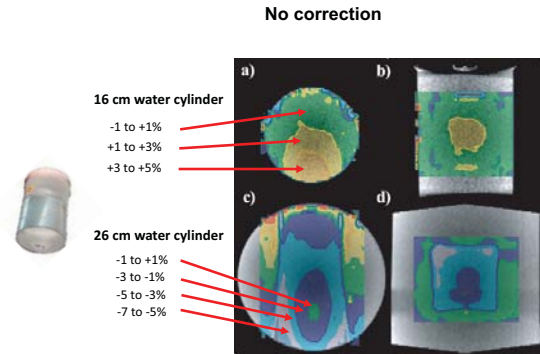 No correction
a)
b)
16 cm water cylinder
-1 to +1%
+1 to +3%
+3 to +5%
c)
d)
26 cm water cylinder
-1 to +1%
-3 to -1%
-5 to -3%
-7 to -5%